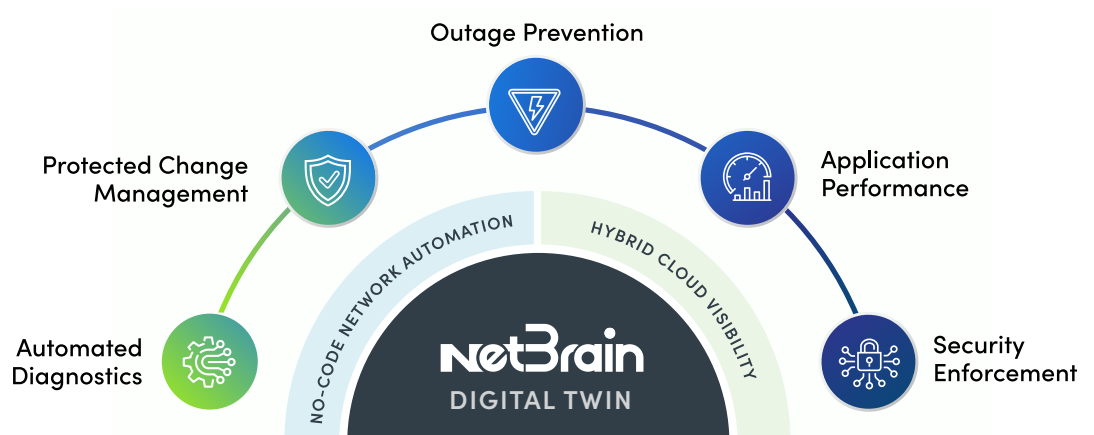 Outage Prevention
Protected Change
Management
Application
Performance
NO-CODE NETWORK AUTOMATION
HYBRID CLOUD VISIBILITY
Automated
Diagnostics
NetBrain
DIGITAL TWIN
Security
Enforcement